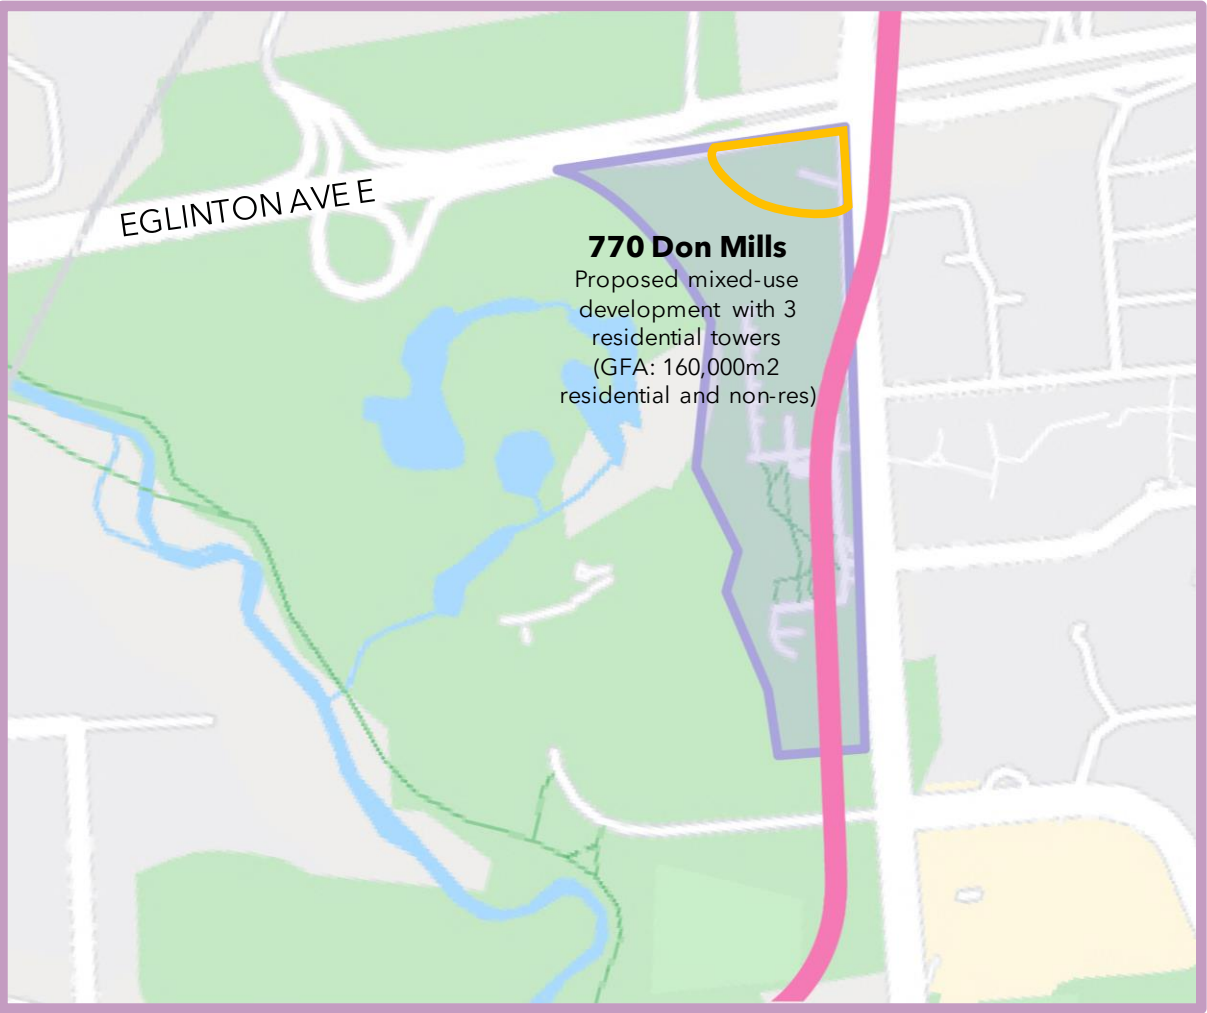 EGLINTON AVE E
770 Don Mills
Proposed mixed-use
development with 3
residential towers
(GFA: 160,000m2
residential and non-res)